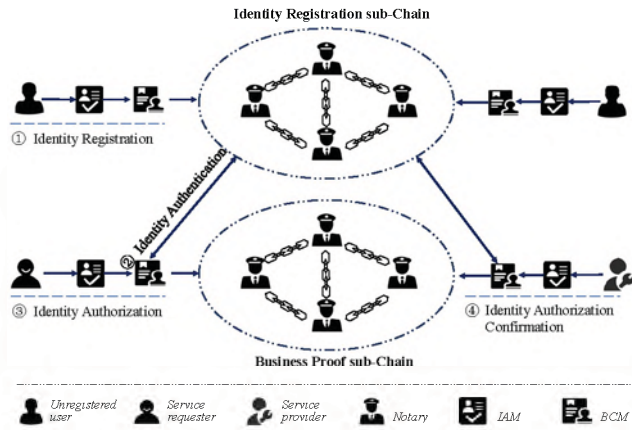 Identity Registration sub-Chain
① Identity Registration
② Identity Authentication
③ Identity Authorization
④ Identity Authorization
Confirmation
Business Proof sub-Chain
Unregistered
user
Service
requester
Service
provider
Notary
IAM
BCM